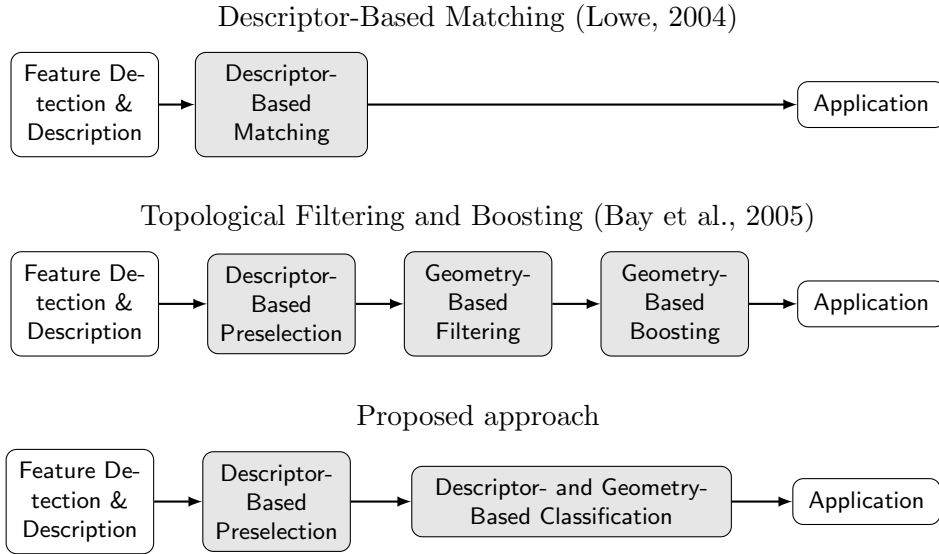 Descriptor-Based Matching (Lowe, 2004)
Feature De-
tection &
Description
Descriptor-
Based
Matching
Application
Topological Filtering and Boosting (Bay et al., 2005)
Feature De-
tection &
Description
Descriptor-
Based
Preselection
Geometry-
Based
Filtering
Geometry-
Based
Boosting
Application
Proposed approach
Feature De-
tection &
Description
Descriptor-
Based
Preselection
Descriptor- and Geometry-
Based Classification
Application